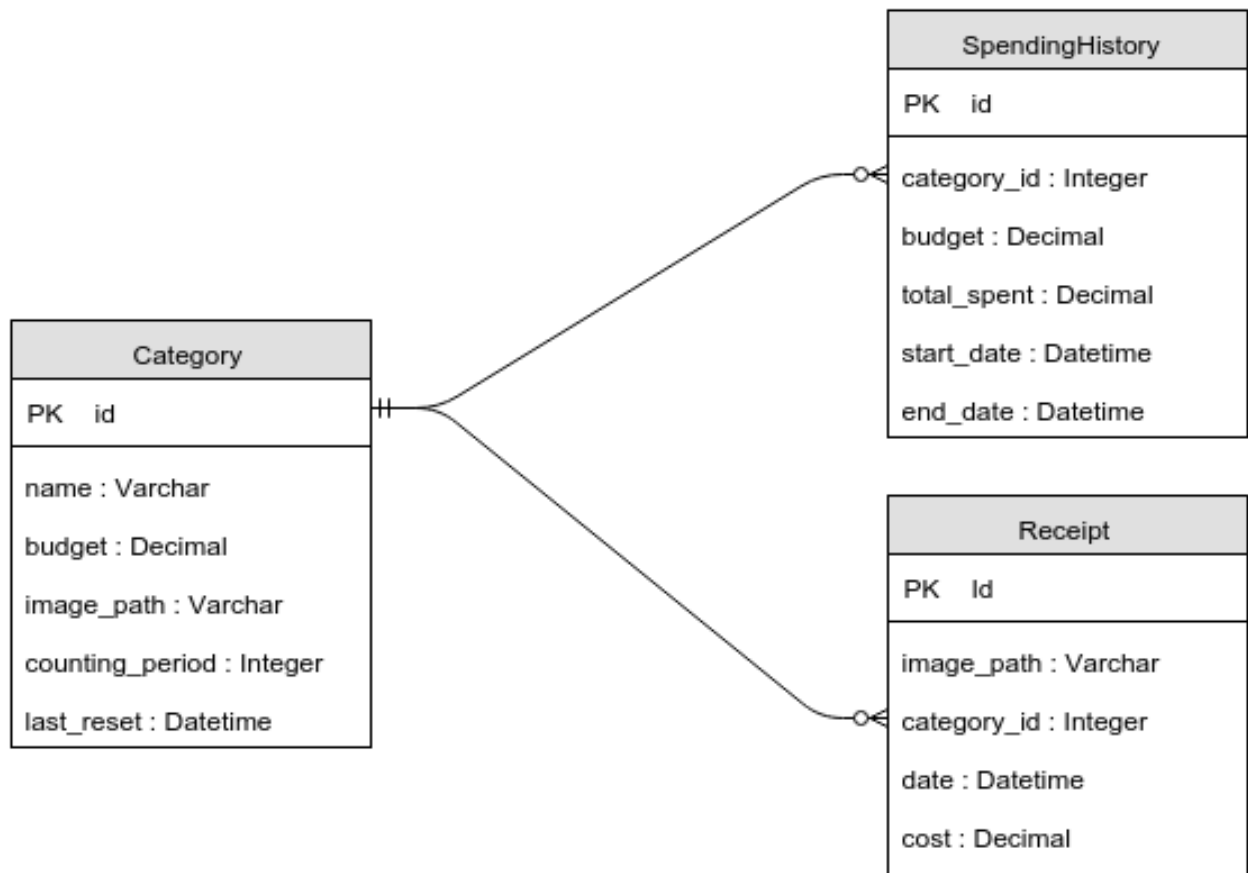 SpendingHistory
PK id
category_id : Integer
budget : Decimal
total_spent : Decimal
start_date : Datetime
end_date : Datetime
Category
PK id
name : Varchar
budget : Decimal
image_path : Varchar
counting_period : Integer
last_reset : Datetime
Receipt
PK Id
image_path : Varchar
category_id : Integer
date : Datetime
cost : Decimal